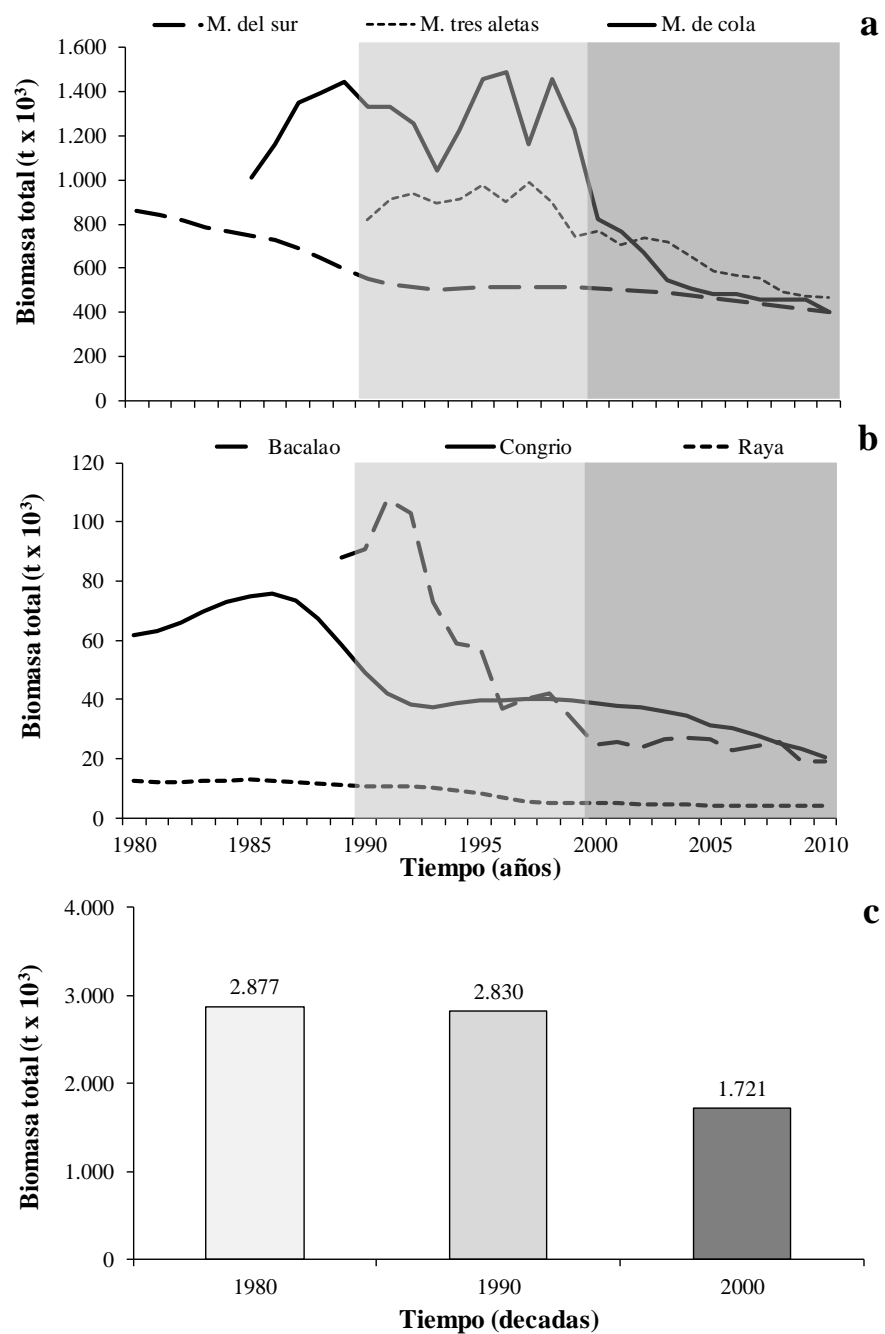 M. del sur M. tres aletas M. de cola a
1.600
1.400
1.200
1.000
800
600
400
200
0
Biomasa total (t x 10³)
Bacalao Congrio Raya b
120
100
80
60
40
20
0
Biomasa total (t x 10³)
1980 1985 1990 1995 2000 2005 2010
Tiempo (años)
c
4.000
3.000
2.000
1.000
0
Biomasa total (t x 10³)
2.877 2.830 1.721
1980 1990 2000
Tiempo (decadas)